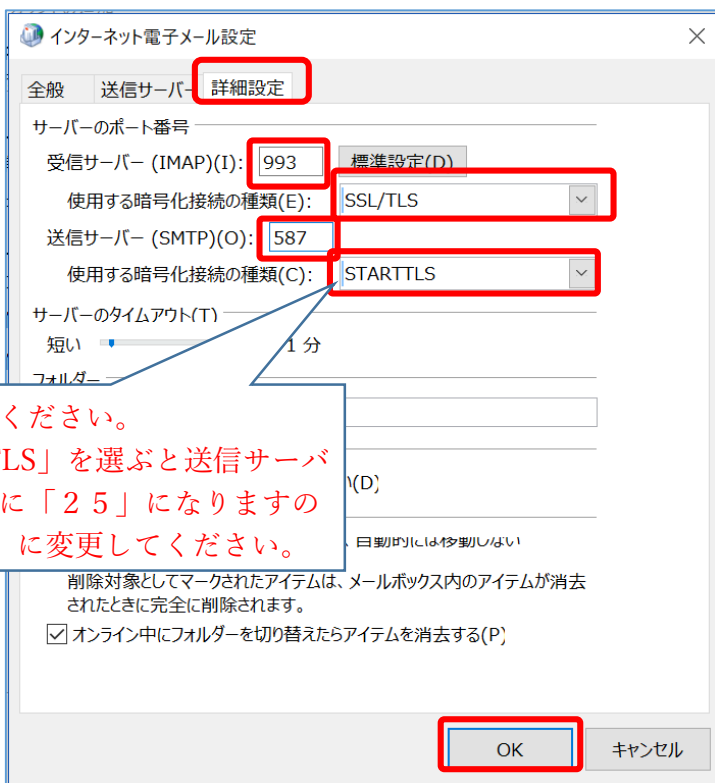 インターネット電子メール設定
全般 送信サーバー 詳細設定
サーバーのポート番号
受信サーバー (IMAP)(I): 993 標準設定(D)
使用する暗号化接続の種類(E): SSL/TLS
送信サーバー (SMTP)(O): 587
使用する暗号化接続の種類(C): STARTTLS
サーバーのタイムアウト(T)
短い 1 分
フォルダー
ください。
LS」を選ぶと送信サーバ
に「２５」になりますの
に変更してください。
(D)
自動的には移動しない
削除対象としてマークされたアイテムは、メールボックス内のアイテムが消去
されたときに完全に削除されます。
オンライン中にフォルダーを切り替えたらアイテムを消去する(P)
OK キャンセル